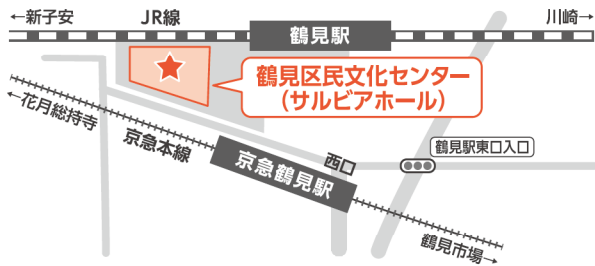 ←新子安
JR線
鶴見駅
川崎→
鶴見区民文化センター
（サルビアホール）
←花月総持寺
京急本線
西口
鶴見駅東口入口
京急鶴見駅
鶴見市場→